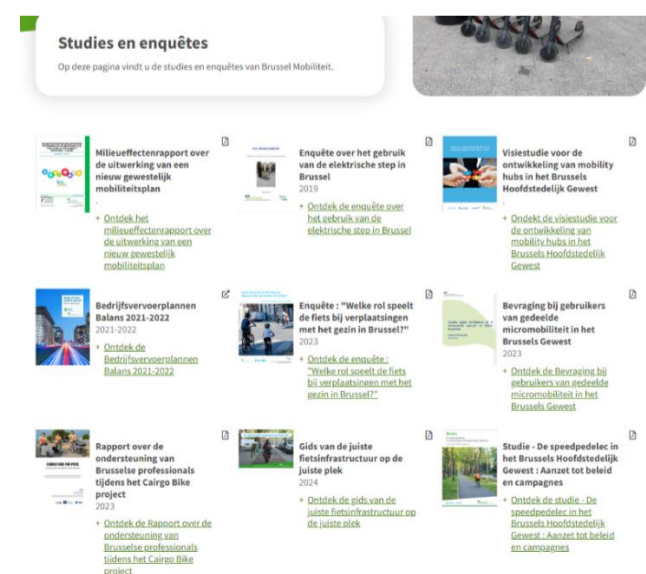 Studies en enquêtes
Op deze pagina vindt u de studies en enquêtes van Brussel Mobiliteit.
Milieueffectenrapport over
de uitwerking van een
nieuw gewestelijk
mobiliteitsplan
+ Ontdek het
milieueffectenrapport over
de uitwerking van een
nieuw gewestelijk
mobiliteitsplan
Enquête over het gebruik
van de elektrische step in
Brussel
2019
+ Ontdek de enquête over
het gebruik van de
elektrische step in Brussel
Visiestudie voor de
ontwikkeling van mobility
hubs in het Brussels
Hoofdstedelijk Gewest
+ Ondekt de visiestudie voor
de ontwikkeling van
mobility hubs in het
Brussels Hoofdstedelijk
Gewest
Bedrijfsvervoerplannen
Balans 2021-2022
2021-2022
+ Ontdek de
Bedrijfsvervoerplannen
Balans 2021-2022
Enquête : "Welke rol speelt
de fiets bij verplaatsingen
met het gezin in Brussel?"
2023
+ Ontdek de enquête :
"Welke rol speelt de fiets
bij verplaatsingen met het
gezin in Brussel?"
Bevraging bij gebruikers
van gedeelde
micromobiliteit in het
Brussels Gewest
2023
+ Ontdek de Bevraging bij
gebruikers van gedeelde
micromobiliteit in het
Brussels Gewest
Rapport over de
ondersteuning van
Brusselse professionals
tijdens het Cairgo Bike
project
2023
+ Ontdek de Rapport over de
ondersteuning van
Brusselse professionals
tijdens het Cairgo Bike
project
Gids van de juiste
fietsinfrastructuur op de
juiste plek
2024
+ Ontdek de gids van de
juiste fietsinfrastructuur op
de juiste plek
Studie - De speedpedelec in
het Brussels Hoofdstedelijk
Gewest : Aanzet tot beleid
en campagnes
+ Ontdek de studie - De
speedpedelec in het
Brussels Hoofdstedelijk
Gewest : Aanzet tot beleid
en campagnes